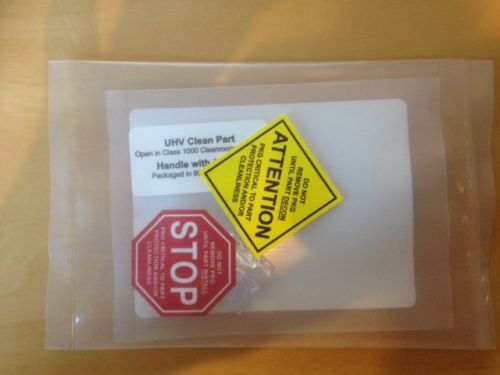 UHV Clean Part
Open in Class 1000 Cleanroom
Handle with
Packaged in
DO NOT
REMOVE PKG
UNTIL PART DECON
ATTENTION
PKG CRITICAL TO PART
PROTECTION AND/OR
CLEANLINESS
DO NOT
REMOVE PKG
UNTIL PART INSTALL
STOP
PKG CRITICAL TO PART
PROTECTION AND/OR
CLEANLINESS